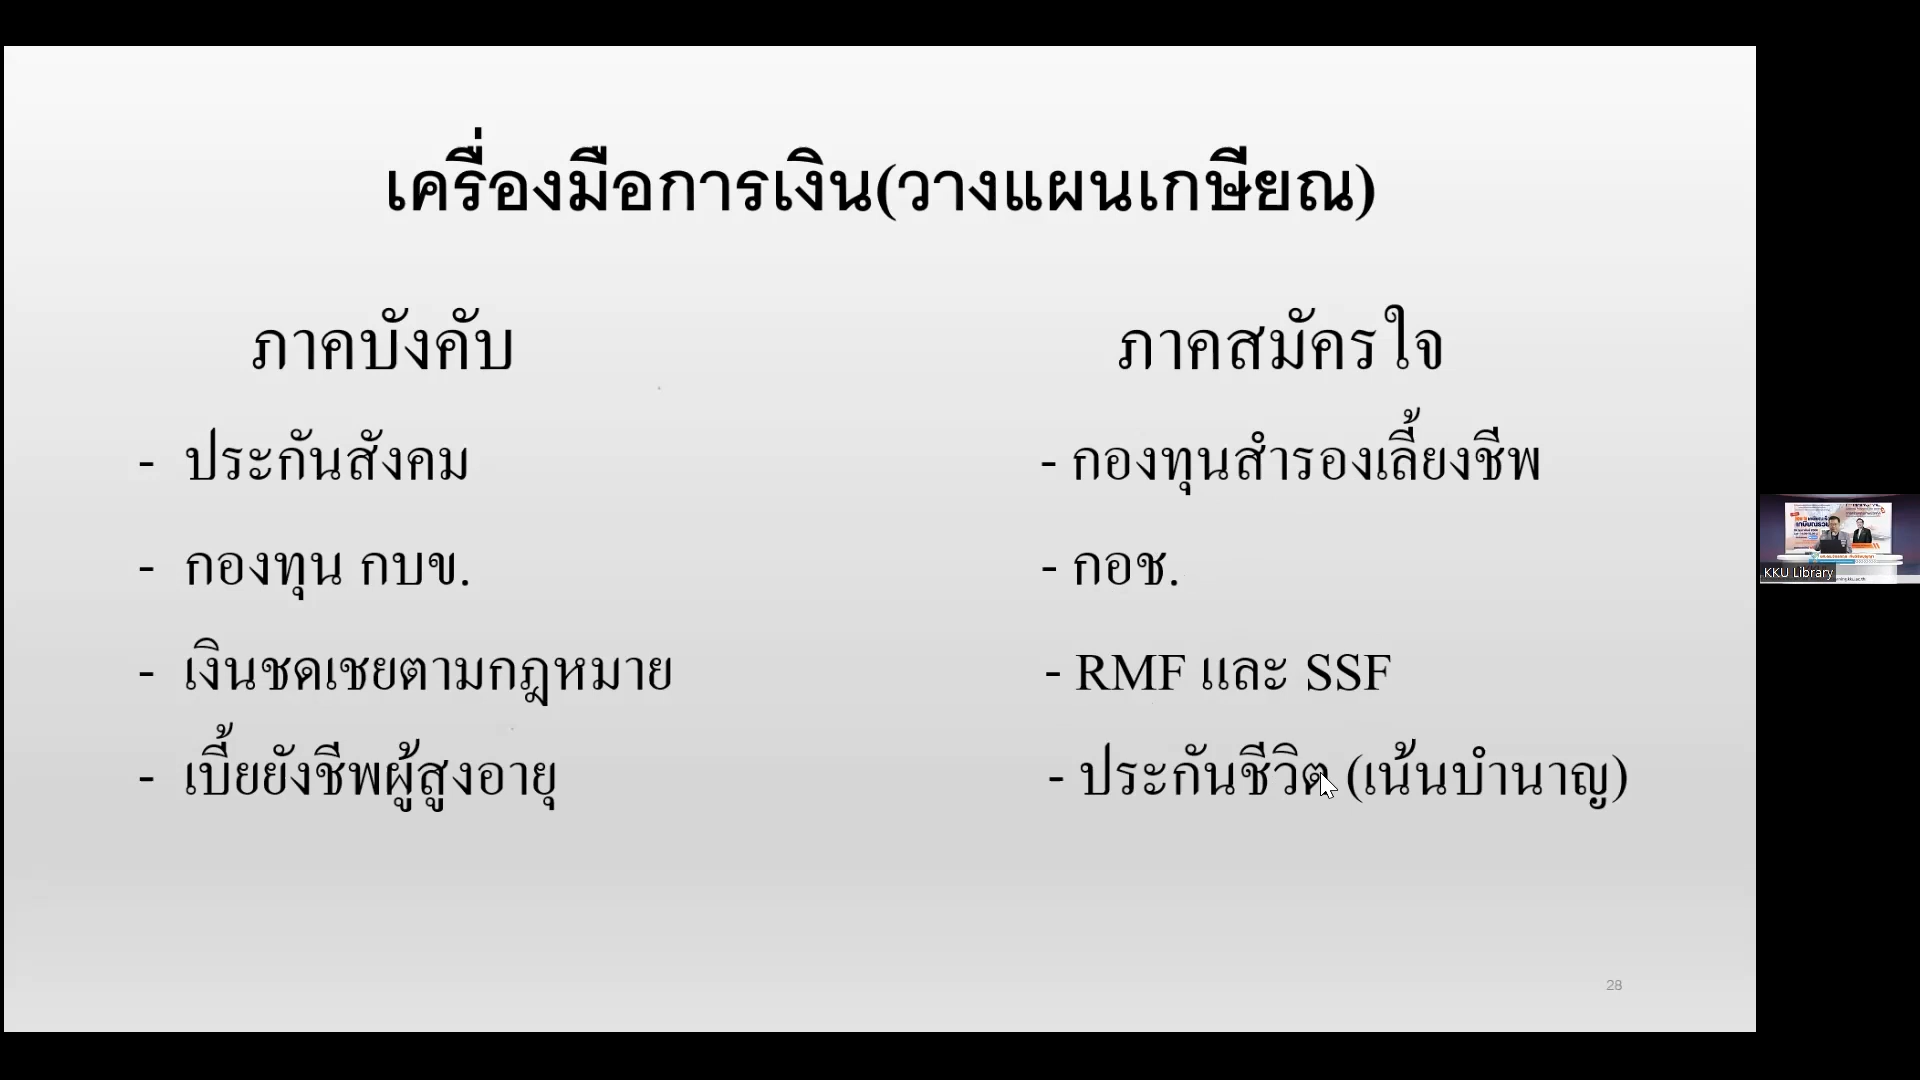 เครื่องมือการเงิน(วางแผนเกษียณ)
ภาคบังคับ
- ประกันสังคม
- กองทุน กบข.
- เงินชดเชยตามกฎหมาย
- เบี้ยยังชีพผู้สูงอายุ
ภาคสมัครใจ
- กองทุนสำรองเลี้ยงชีพ
- กอช.
- RMF และ SSF
- ประกันชีวิต (เน้นบำนาญ)
28
KKU Library